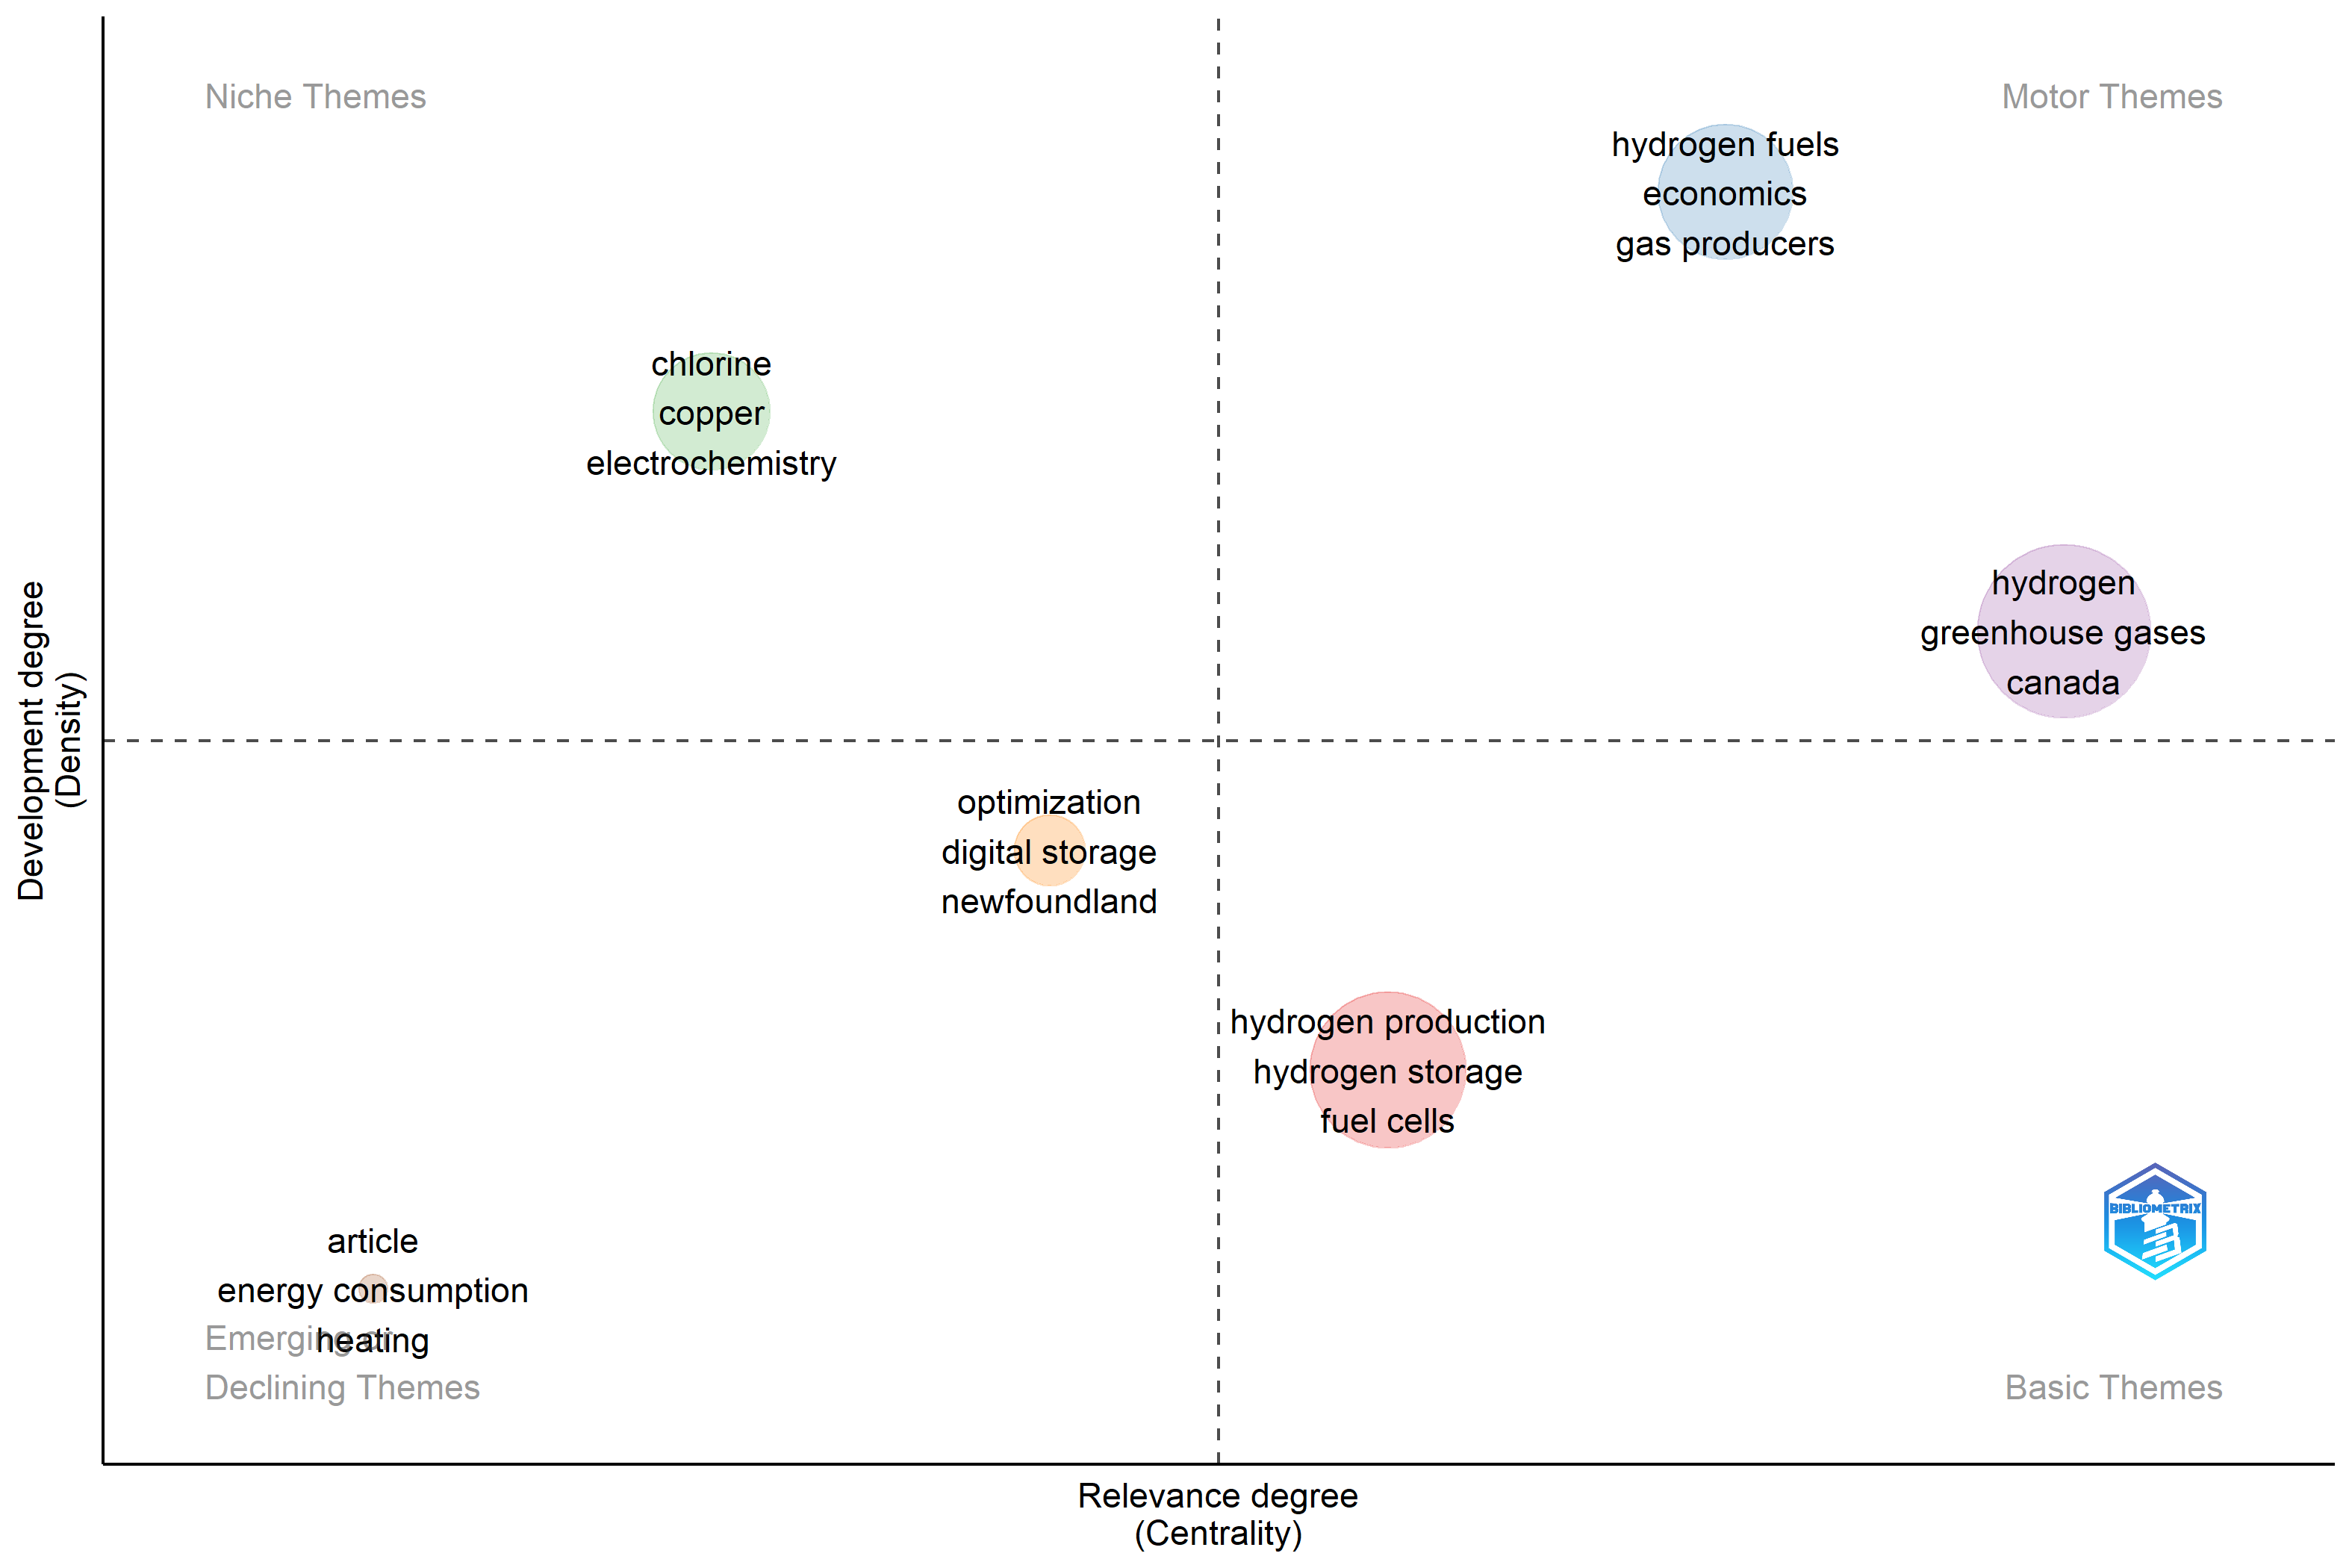 Niche Themes
Motor Themes
hydrogen fuels
economics
gas producers
chlorine
copper
electrochemistry
hydrogen
greenhouse gases
canada
Development degree
(Density)
optimization
digital storage
newfoundland
hydrogen production
hydrogen storage
fuel cells
BIBLIOMETRIX
article
energy consumption
heating
Emerging or
Declining Themes
Basic Themes
Relevance degree
(Centrality)